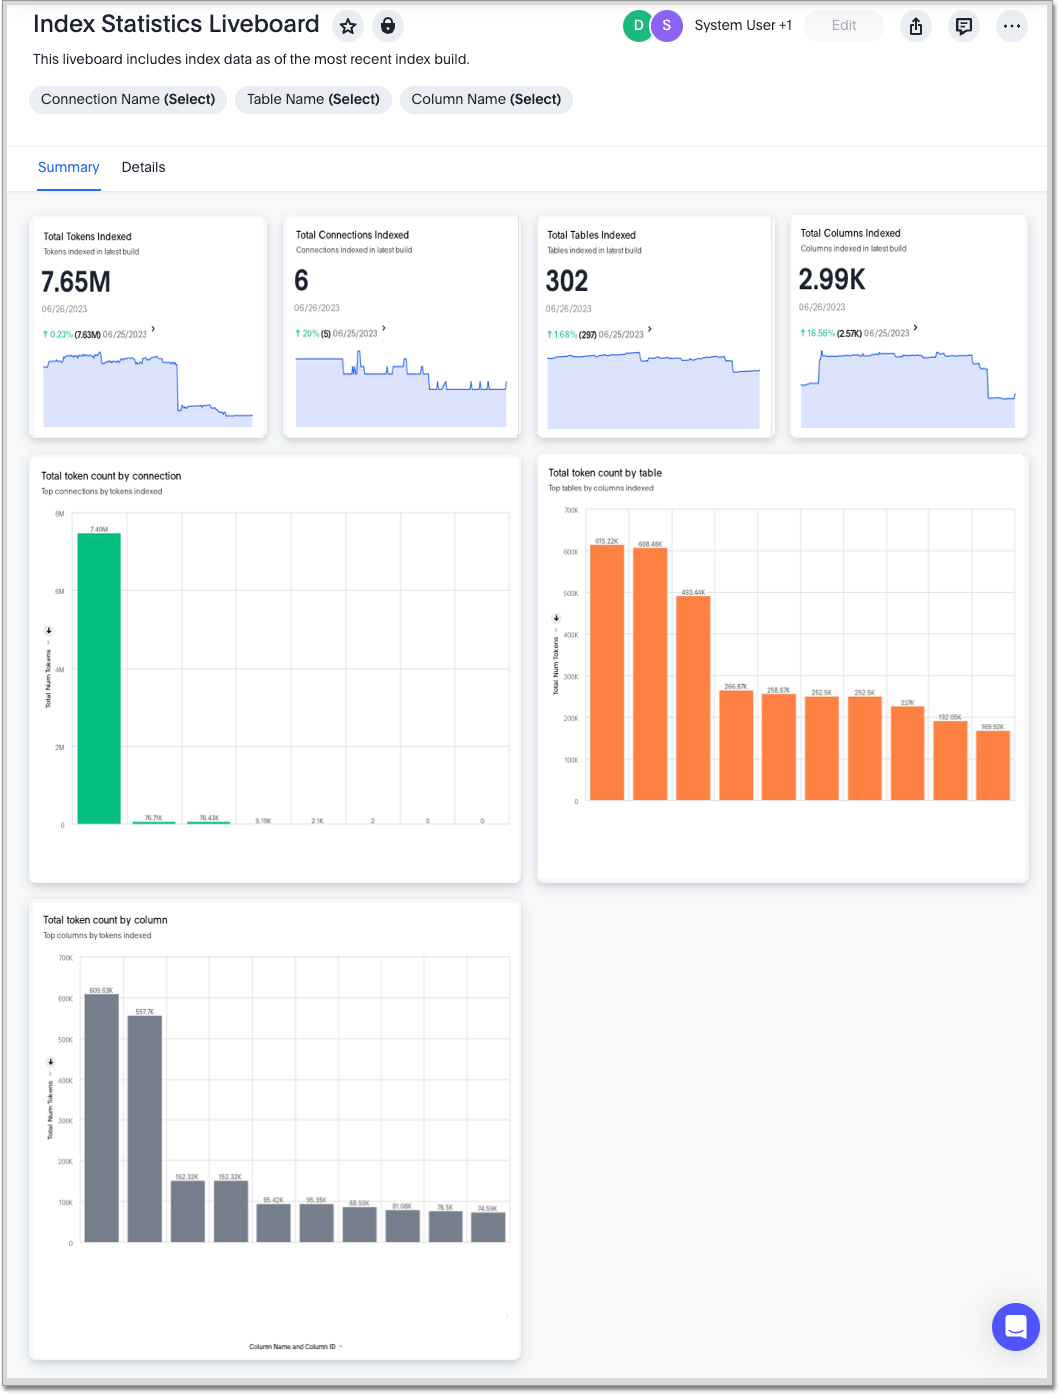 Index Statistics Liveboard
D S System User +1 Edit
This liveboard includes index data as of the most recent index build.
Connection Name (Select) Table Name (Select) Column Name (Select)
Summary Details
Total Tokens Indexed
Tokens indexed in latest build
7.65M
06/26/2023
↑ 0.23% (7.63M) 06/25/2023 >
Total Connections Indexed
Connections indexed in latest build
6
06/26/2023
↑ 20% (5) 06/25/2023 >
Total Tables Indexed
Tables indexed in latest build
302
06/26/2023
↑ 1.68% (297) 06/25/2023 >
Total Columns Indexed
Columns indexed in latest build
2.99K
06/26/2023
↑ 16.56% (2.57K) 06/25/2023 >
Total token count by connection
Top connections by tokens indexed
8M
6M
4M
2M
0
Total Num Tokens
7.49M 76.71K 76.43K 5.19K 2.1K 2 0 0
Total token count by table
Top tables by columns indexed
700K
600K
500K
400K
300K
200K
100K
0
Total Num Tokens
615.22K 608.48K 493.44K 266.87K 258.67K 252.5K 252.5K 227K 192.05K 169.92K
Total token count by column
Top columns by tokens indexed
700K
600K
500K
400K
300K
200K
100K
0
Total Num Tokens
609.63K 557.7K 152.32K 152.32K 95.42K 95.35K 88.93K 81.08K 78.5K 74.59K
Column Name and Column ID